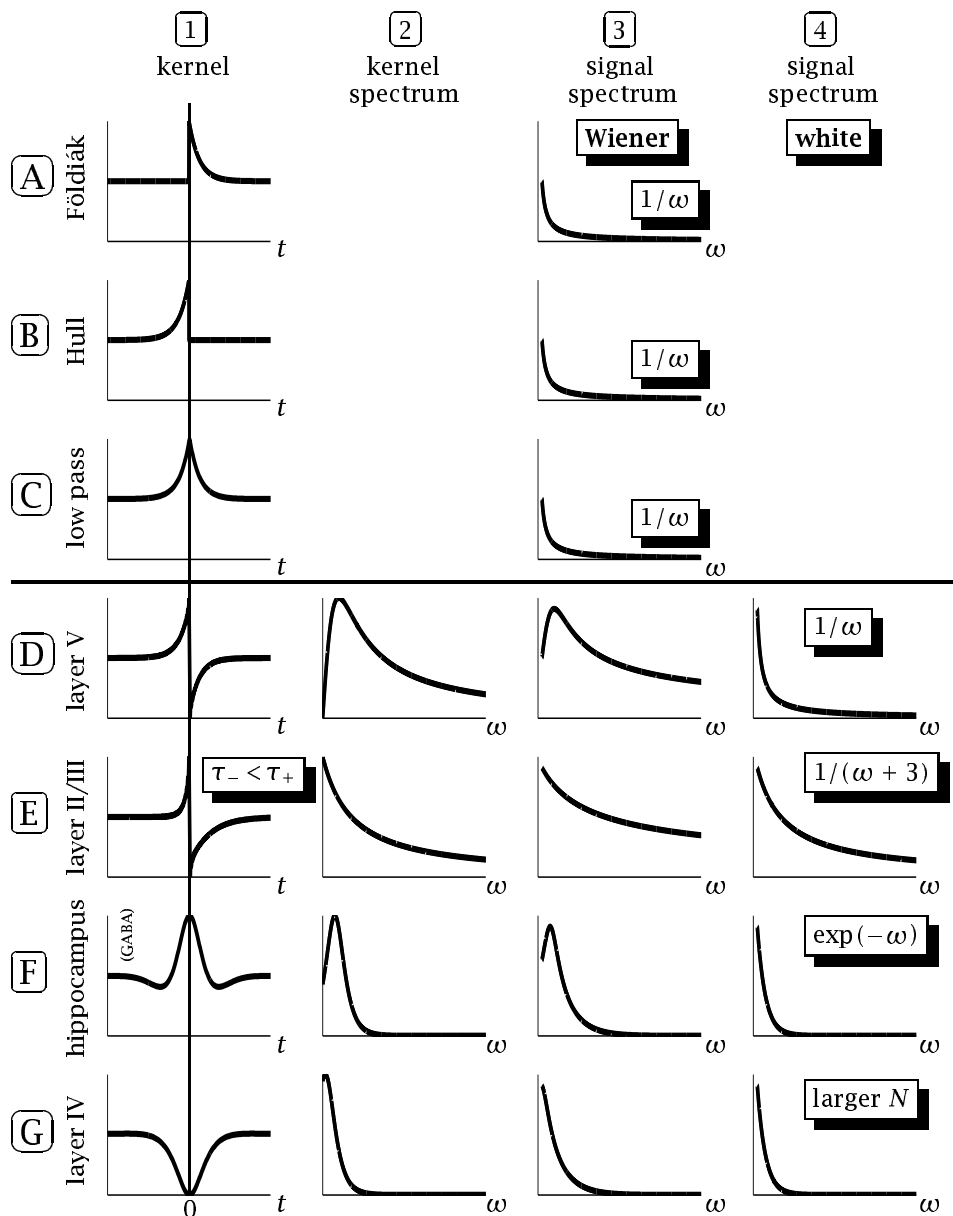 1
2
3
4
kernel
kernel
spectrum
signal
spectrum
signal
spectrum
Wiener
white
A
Földiák
t
1/ω
ω
B
Hull
t
1/ω
ω
C
low pass
t
1/ω
ω
D
layer V
t
ω
ω
1/ω
ω
E
layer II/III
τ₋ < τ₊
t
ω
ω
1/(ω + 3)
ω
F
hippocampus
(GABA)
t
ω
ω
exp(−ω)
ω
G
layer IV
0
t
ω
ω
larger N
ω